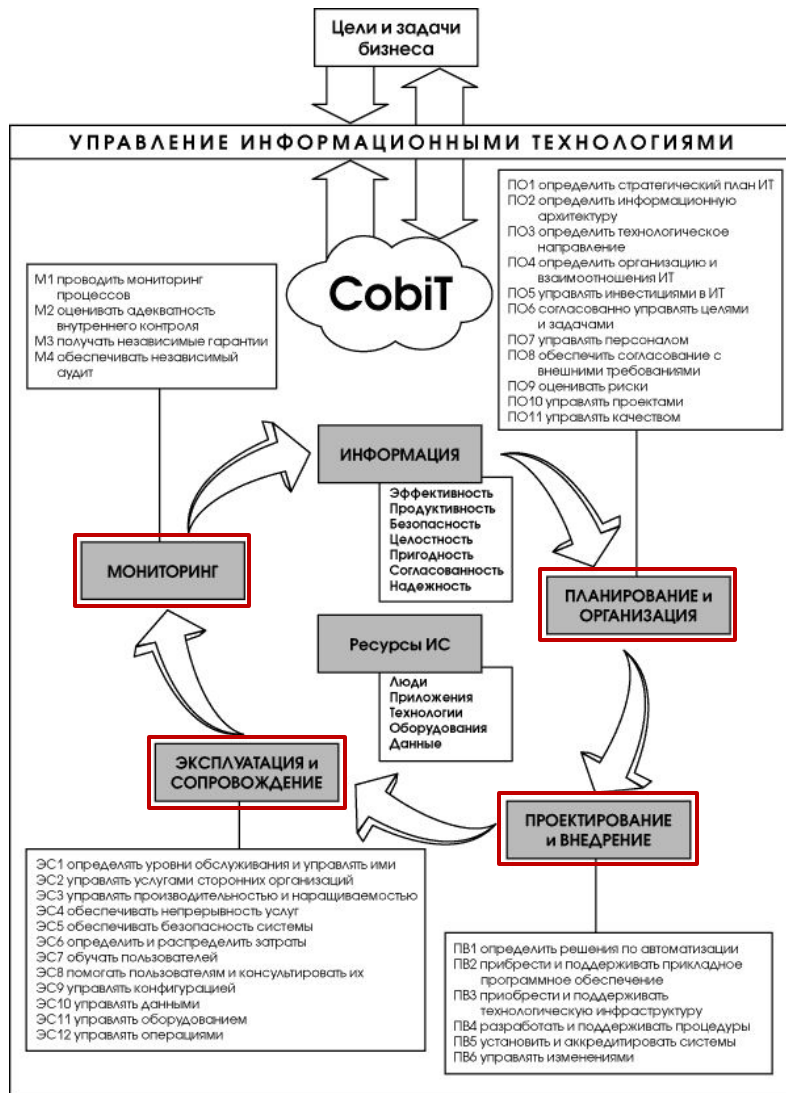 Цели и задачи
бизнеса
УПРАВЛЕНИЕ ИНФОРМАЦИОННЫМИ ТЕХНОЛОГИЯМИ
CobiT
ПО1 определить стратегический план ИТ
ПО2 определить информационную
архитектуру
ПО3 определить технологическое
направление
ПО4 определить организацию и
взаимоотношения ИТ
ПО5 управлять инвестициями в ИТ
ПО6 согласованно управлять целями
и задачами
ПО7 управлять персоналом
ПО8 обеспечить согласование с
внешними требованиями
ПО9 оценивать риски
ПО10 управлять проектами
ПО11 управлять качеством
М1 проводить мониторинг
процессов
М2 оценивать адекватность
внутреннего контроля
М3 получать независимые гарантии
М4 обеспечивать независимый
аудит
ИНФОРМАЦИЯ
Эффективность
Продуктивность
Безопасность
Целостность
Пригодность
Согласованность
Надежность
МОНИТОРИНГ
ПЛАНИРОВАНИЕ и
ОРГАНИЗАЦИЯ
Ресурсы ИС
Люди
Приложения
Технологии
Оборудования
Данные
ЭКСПЛУАТАЦИЯ и
СОПРОВОЖДЕНИЕ
ПРОЕКТИРОВАНИЕ
и ВНЕДРЕНИЕ
ЭС1 определять уровни обслуживания и управлять ими
ЭС2 управлять услугами сторонних организаций
ЭС3 управлять производительностью и наращиваемостью
ЭС4 обеспечивать непрерывность услуг
ЭС5 обеспечивать безопасность системы
ЭС6 определить и распределить затраты
ЭС7 обучать пользователей
ЭС8 помогать пользователям и консультировать их
ЭС9 управлять конфигурацией
ЭС10 управлять данными
ЭС11 управлять оборудованием
ЭС12 управлять операциями
ПВ1 определить решения по автоматизации
ПВ2 прибрести и поддерживать прикладное
программное обеспечение
ПВ3 приобрести и поддерживать
технологическую инфраструктуру
ПВ4 разработать и поддерживать процедуры
ПВ5 установить и аккредитировать системы
ПВ6 управлять изменениями